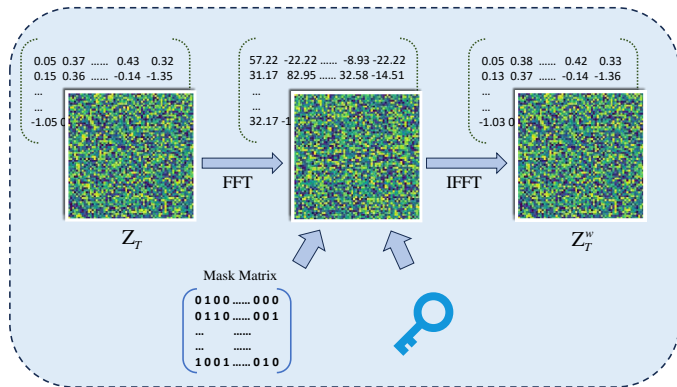 0.05 0.37 ...... 0.43 0.32
0.15 0.36 ...... -0.14 -1.35
...
...
-1.05 0
57.22 -22.22 ...... -8.93 -22.22
31.17 82.95 ...... 32.58 -14.51
...
...
32.17 -1
0.05 0.38 ...... 0.42 0.33
0.13 0.37 ...... -0.14 -1.36
...
...
-1.03 0
FFT
IFFT
Z_T
Z_T^w
Mask Matrix
0 1 0 0 ...... 0 0 0
0 1 1 0 ...... 0 0 1
... ......
... ......
1 0 0 1 ...... 0 1 0